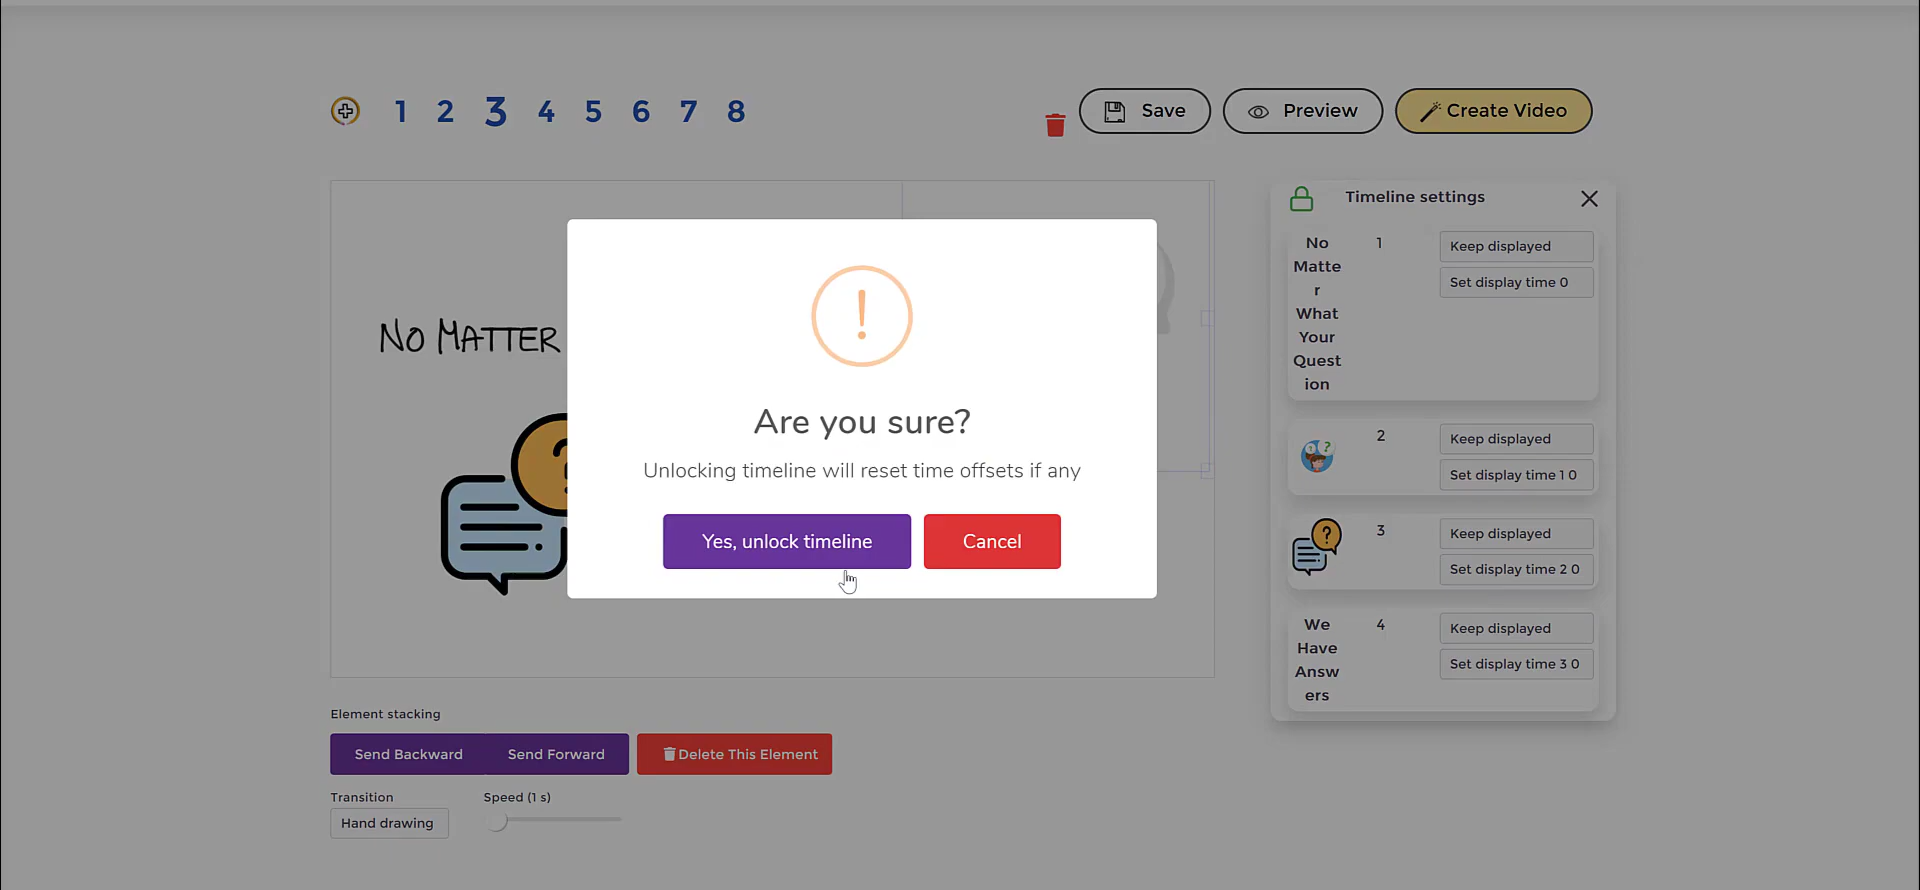 1 2 3 4 5 6 7 8
Save
Preview
Create Video
NO MATTER
Are you sure?
Unlocking timeline will reset time offsets if any
Yes, unlock timeline
Cancel
Timeline settings
No
Matte
r
What
Your
Quest
ion
1
Keep displayed
Set display time 0
2
Keep displayed
Set display time 1 0
3
Keep displayed
Set display time 2 0
We
Have
Answ
ers
4
Keep displayed
Set display time 3 0
Element stacking
Send Backward
Send Forward
Delete This Element
Transition
Speed (1 s)
Hand drawing